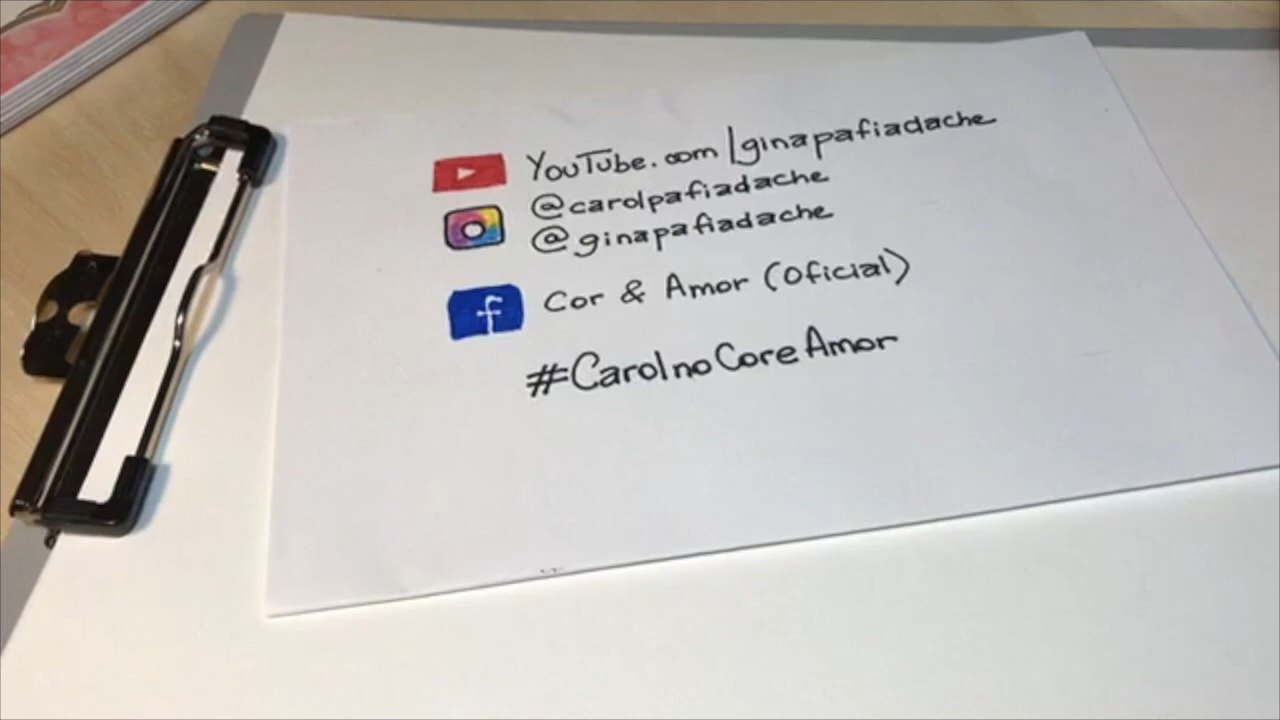 YouTube.com/ginapafiadache
@carolpafiadache
@ginapafiadache
f Cor & Amor (Oficial)
#CarolnoCoreAmor